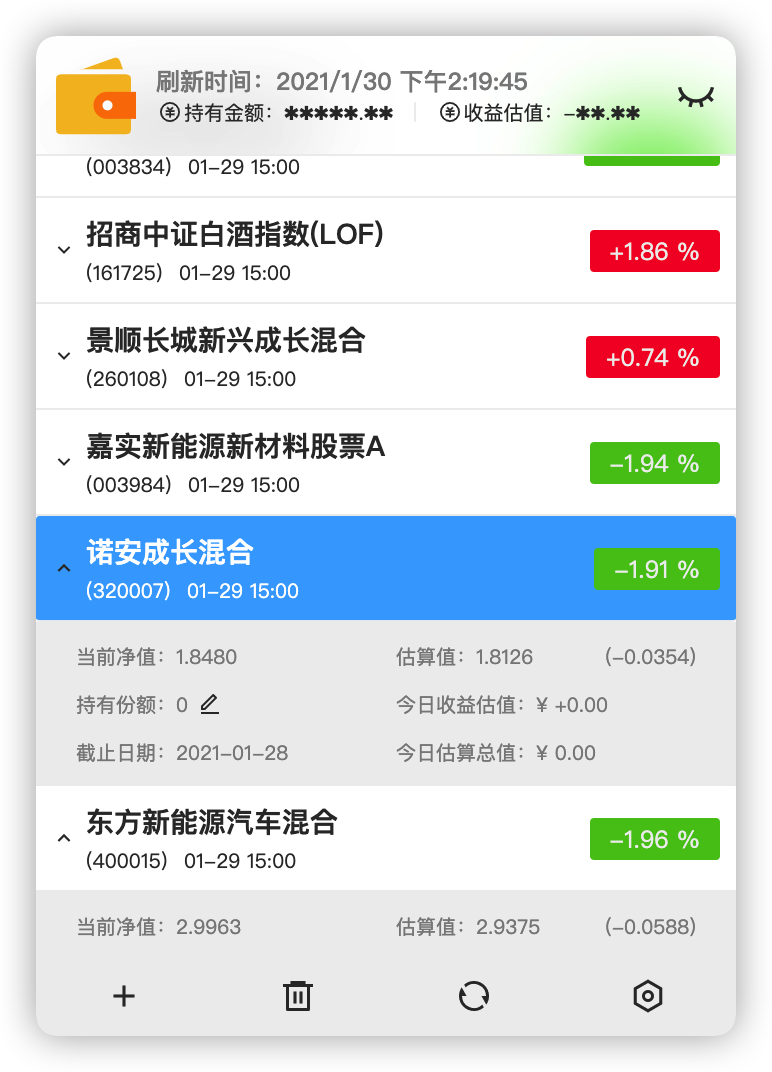 刷新时间：2021/1/30 下午2:19:45
持有金额：*****.** 收益估值：-**.**
(003834) 01-29 15:00
招商中证白酒指数(LOF)
+1.86 %
(161725) 01-29 15:00
景顺长城新兴成长混合
+0.74 %
(260108) 01-29 15:00
嘉实新能源新材料股票A
-1.94 %
(003984) 01-29 15:00
诺安成长混合
-1.91 %
(320007) 01-29 15:00
当前净值：1.8480 估算值：1.8126 (-0.0354)
持有份额：0 今日收益估值：¥ +0.00
截止日期：2021-01-28 今日估算总值：¥ 0.00
东方新能源汽车混合
-1.96 %
(400015) 01-29 15:00
当前净值：2.9963 估算值：2.9375 (-0.0588)